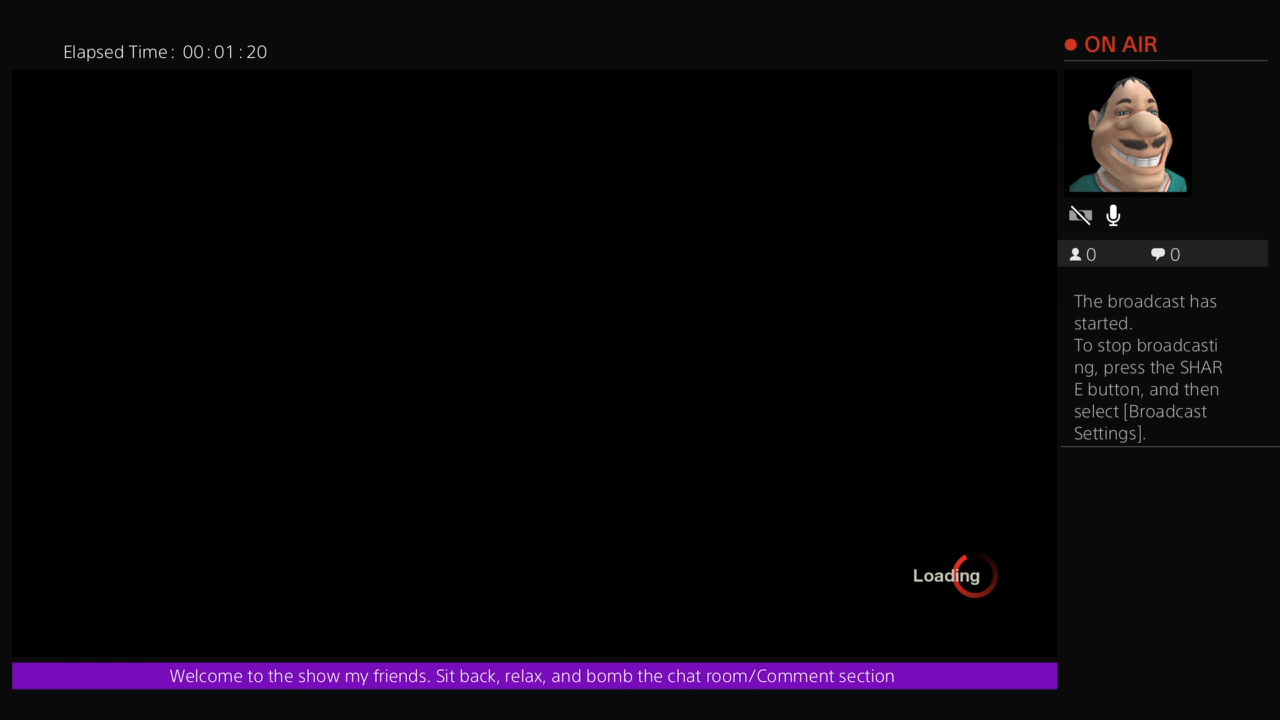 Elapsed Time: 00:01:20
ON AIR
0 0
The broadcast has
started.
To stop broadcasti
ng, press the SHAR
E button, and then
select [Broadcast
Settings].
Loading
Welcome to the show my friends. Sit back, relax, and bomb the chat room/Comment section